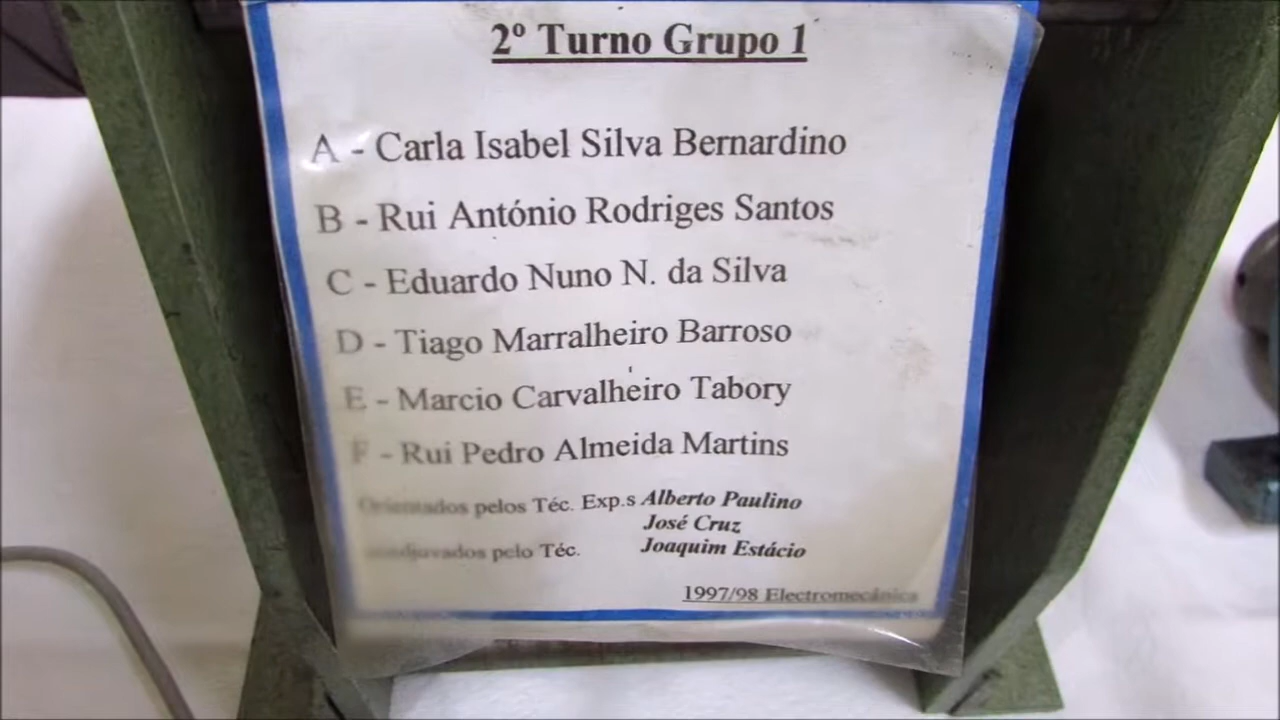 2º Turno Grupo 1
A - Carla Isabel Silva Bernardino
B - Rui António Rodriges Santos
C - Eduardo Nuno N. da Silva
D - Tiago Marralheiro Barroso
E - Marcio Carvalheiro Tabory
F - Rui Pedro Almeida Martins
Orientados pelos Téc. Exp.s Alberto Paulino
José Cruz
pelo Téc. Joaquim Estácio
1997/98 Electromecânica